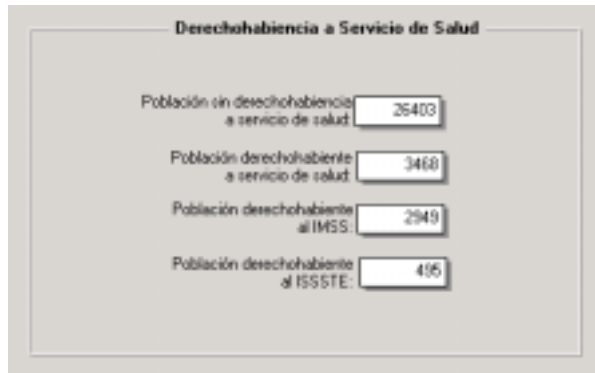 Derechohabiencia a Servicio de Salud
Población sin derechohabiencia
a servicio de salud:
26403
Población derechohabiente
a servicio de salud:
3468
Población derechohabiente
al IMSS:
2949
Población derechohabiente
al ISSSTE:
495